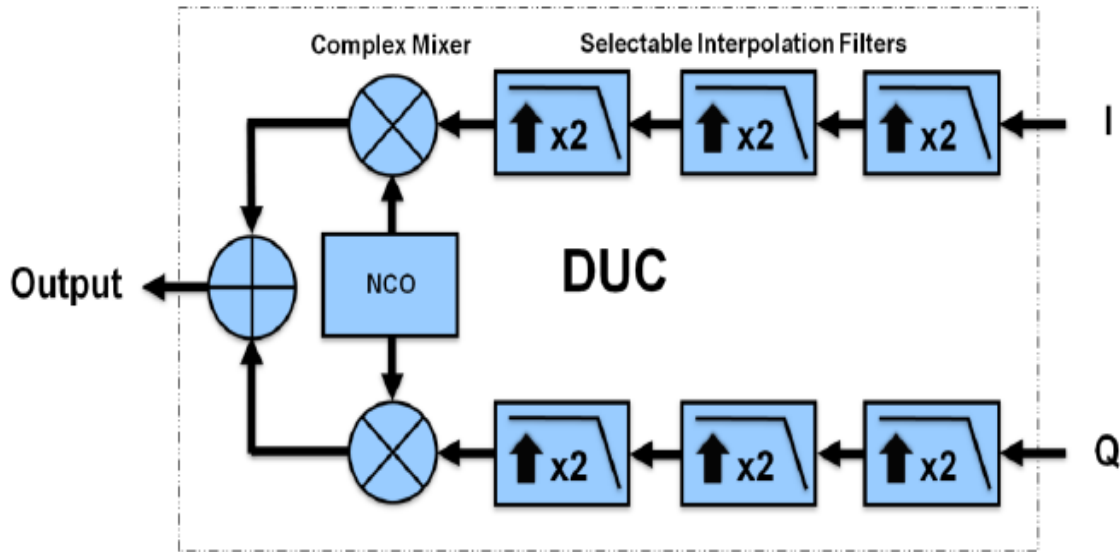 Complex Mixer
Selectable Interpolation Filters
x2
x2
x2
I
Output
NCO
DUC
x2
x2
x2
Q